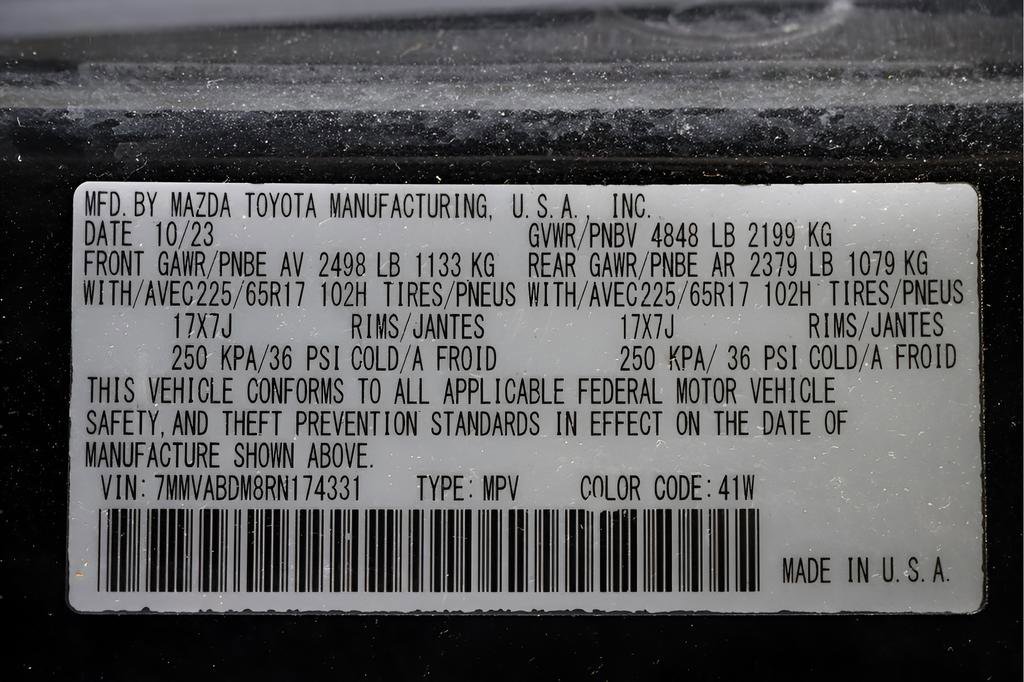 MFD. BY MAZDA TOYOTA MANUFACTURING, U.S.A., INC.
DATE 10/23 GVWR/PNBV 4848 LB 2199 KG
FRONT GAWR/PNBE AV 2498 LB 1133 KG REAR GAWR/PNBE AR 2379 LB 1079 KG
WITH/AVEC225/65R17 102H TIRES/PNEUS WITH/AVEC225/65R17 102H TIRES/PNEUS
17X7J RIMS/JANTES 17X7J RIMS/JANTES
250 KPA/36 PSI COLD/A FROID 250 KPA/ 36 PSI COLD/A FROID
THIS VEHICLE CONFORMS TO ALL APPLICABLE FEDERAL MOTOR VEHICLE
SAFETY, AND THEFT PREVENTION STANDARDS IN EFFECT ON THE DATE OF
MANUFACTURE SHOWN ABOVE.
VIN: 7MMVABDM8RN174331 TYPE: MPV COLOR CODE: 41W
MADE IN U.S.A.